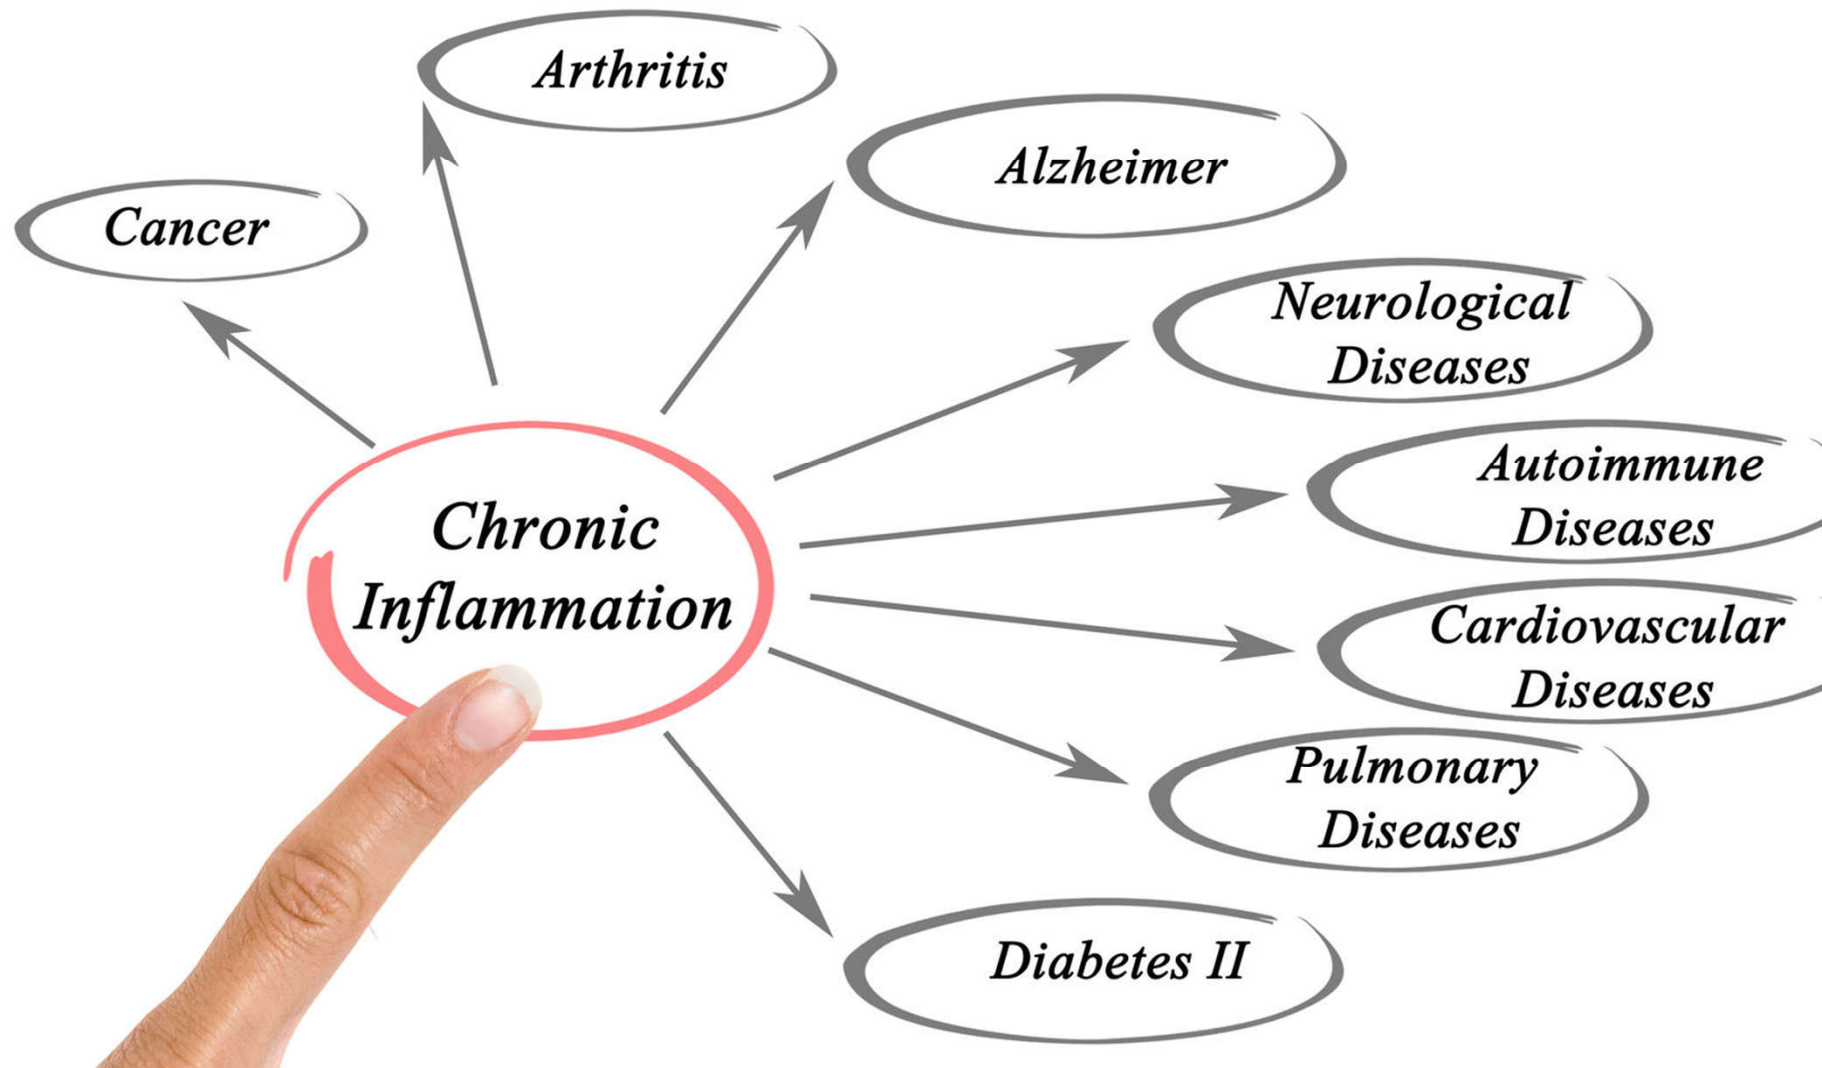 Arthritis
Alzheimer
Cancer
Neurological
Diseases
Autoimmune
Diseases
Chronic
Inflammation
Cardiovascular
Diseases
Pulmonary
Diseases
Diabetes II